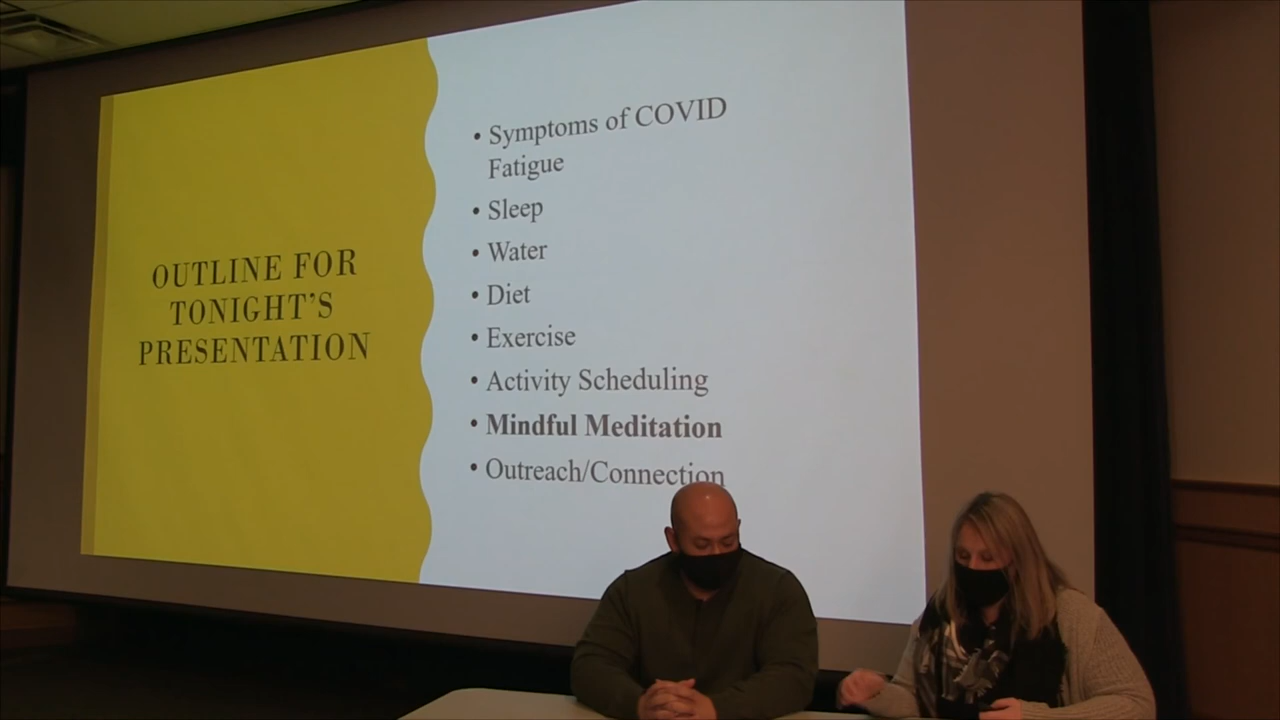 OUTLINE FOR
TONIGHT'S
PRESENTATION
• Symptoms of COVID
Fatigue
• Sleep
• Water
• Diet
• Exercise
• Activity Scheduling
• Mindful Meditation
• Outreach/Connection